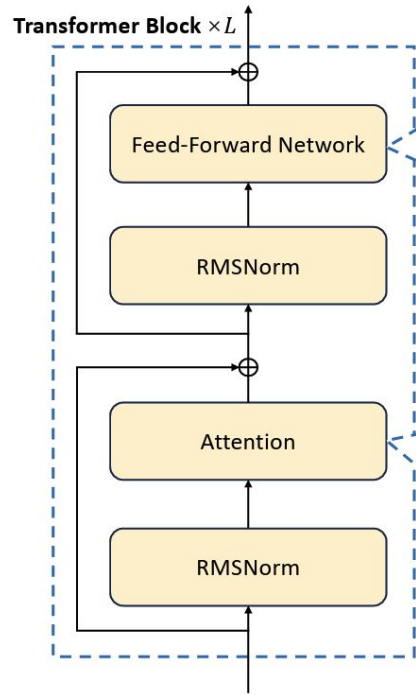 Transformer Block ×L
Feed-Forward Network
RMSNorm
Attention
RMSNorm